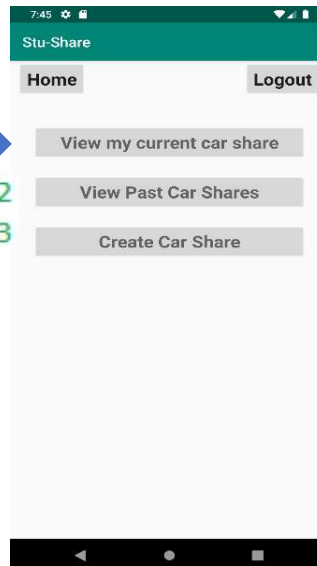 7:45
Stu-Share
Home Logout
View my current car share
2 View Past Car Shares
3 Create Car Share